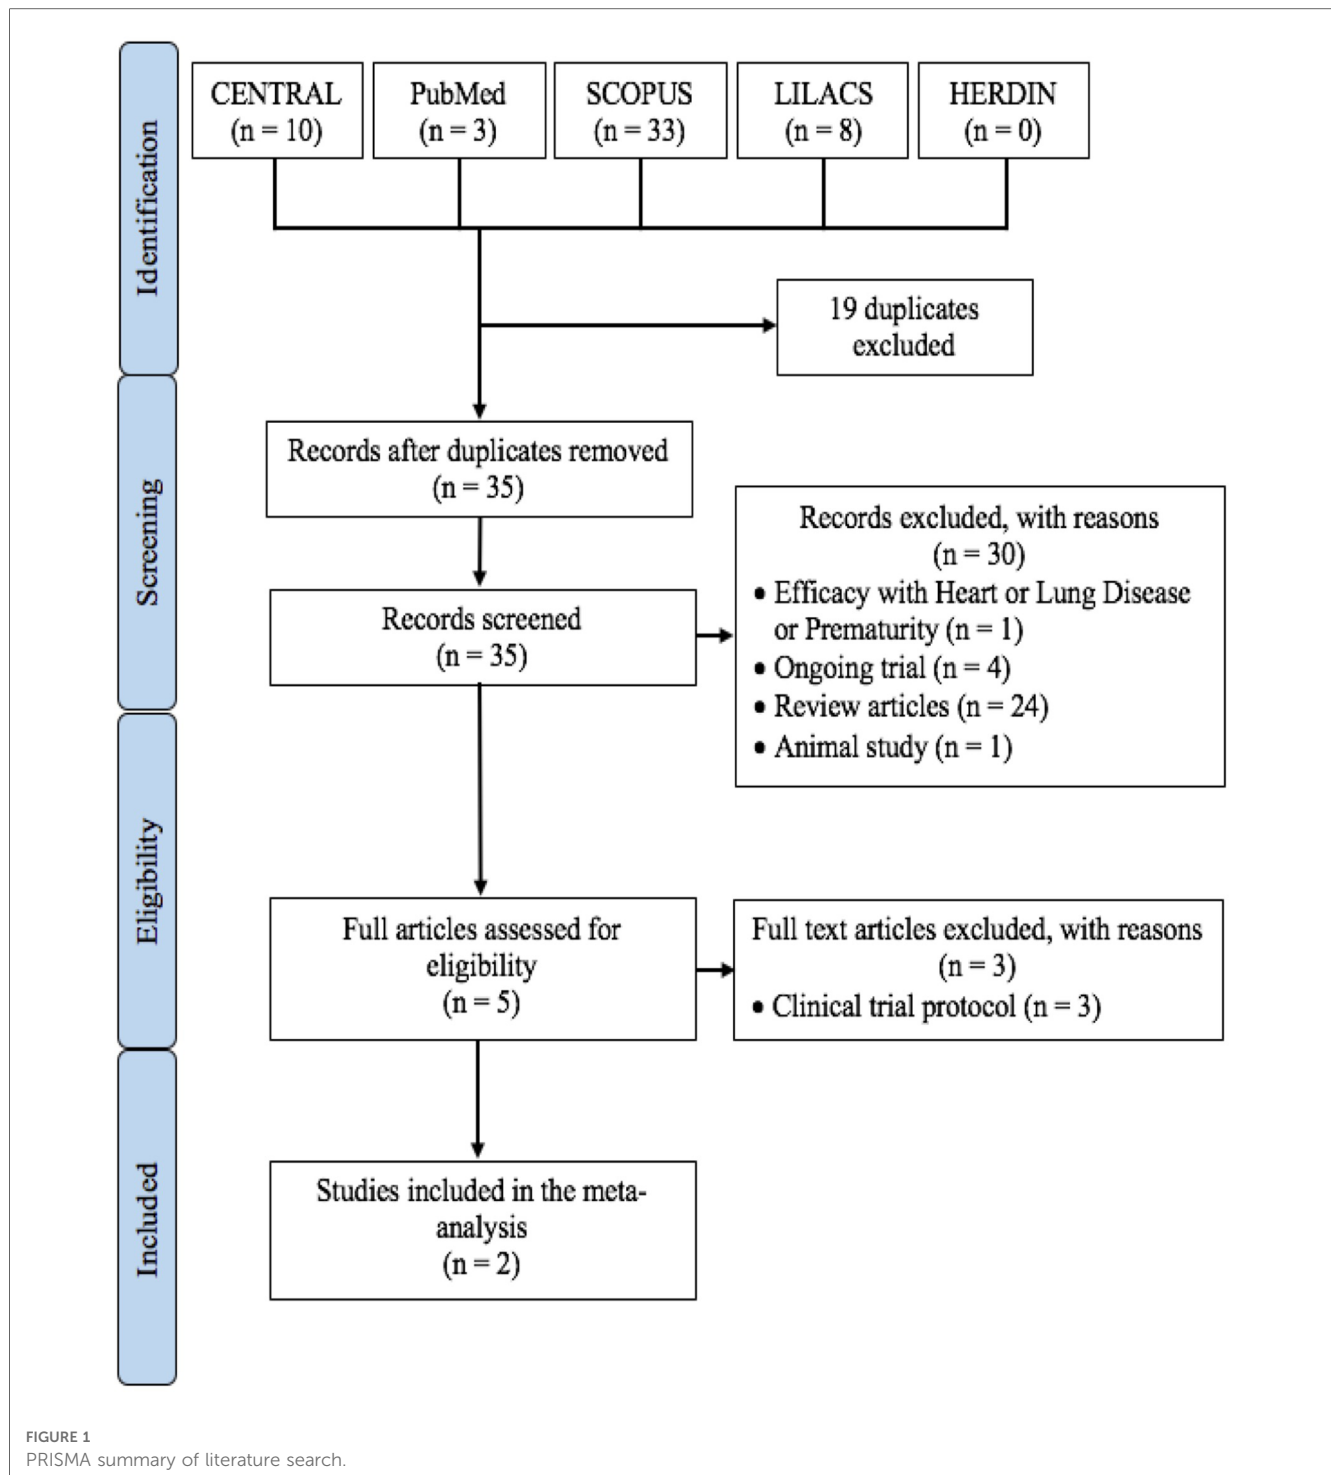 Identification
CENTRAL
(n = 10)
PubMed
(n = 3)
SCOPUS
(n = 33)
LILACS
(n = 8)
HERDIN
(n = 0)
19 duplicates
excluded
Screening
Records after duplicates removed
(n = 35)
Records screened
(n = 35)
Records excluded, with reasons
(n = 30)
• Efficacy with Heart or Lung Disease
or Prematurity (n = 1)
• Ongoing trial (n = 4)
• Review articles (n = 24)
• Animal study (n = 1)
Eligibility
Full articles assessed for
eligibility
(n = 5)
Full text articles excluded, with reasons
(n = 3)
• Clinical trial protocol (n = 3)
Included
Studies included in the meta-
analysis
(n = 2)
FIGURE 1
PRISMA summary of literature search.